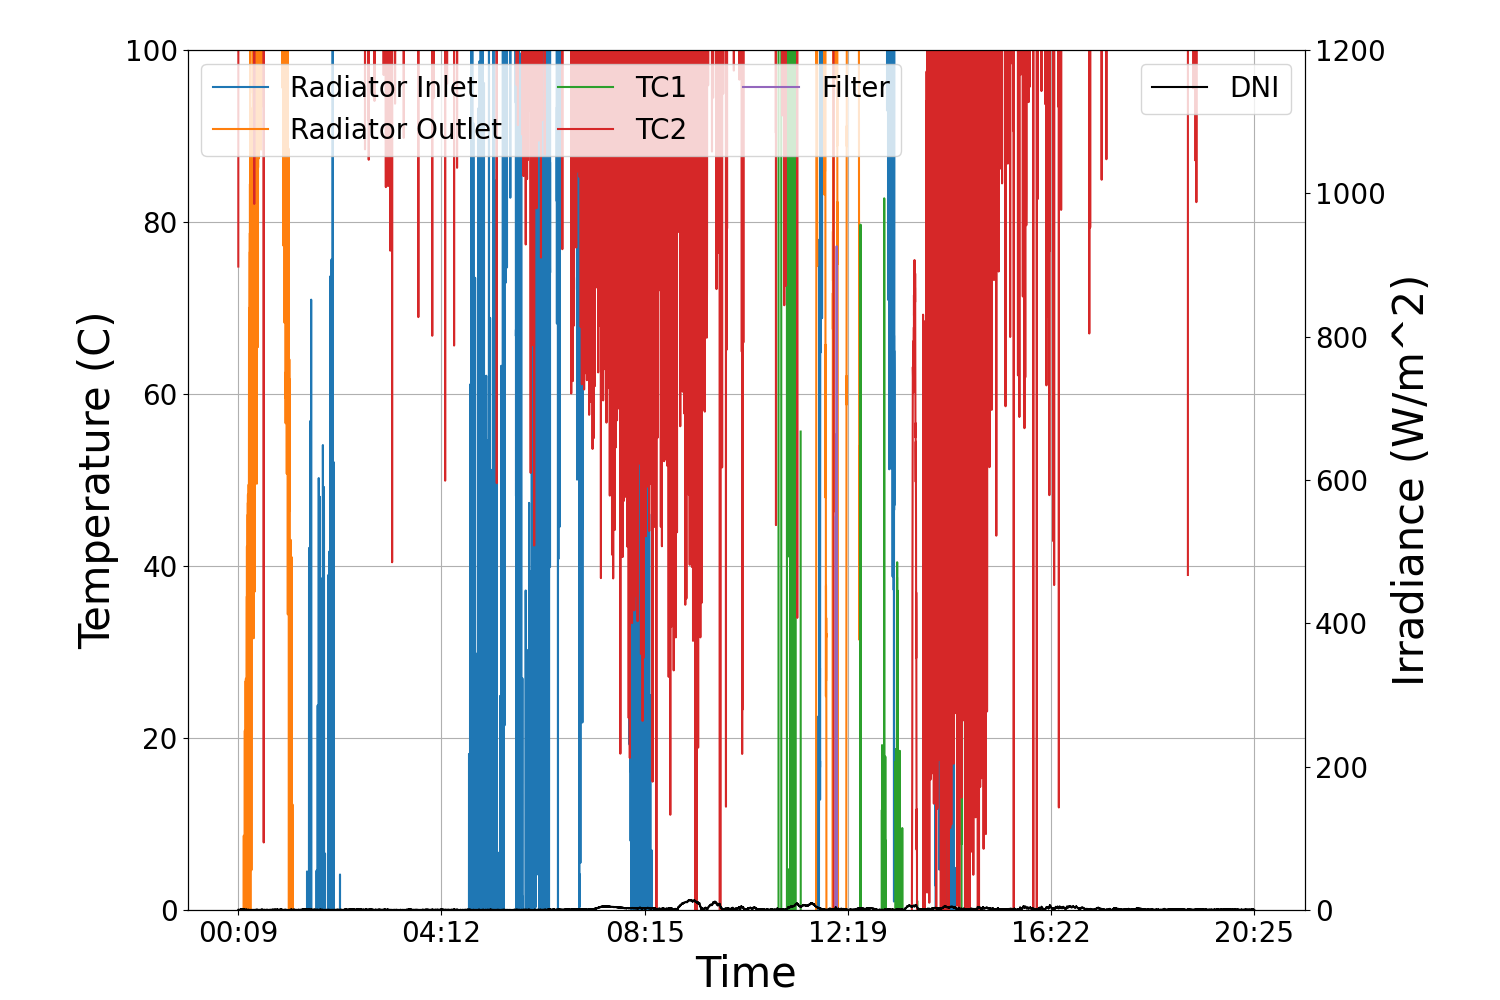 100
80
60
40
20
0
Temperature (C)
Radiator Inlet
Radiator Outlet
TC1
TC2
Filter
DNI
1200
1000
800
600
400
200
0
Irradiance (W/m^2)
00:09 04:12 08:15 12:19 16:22 20:25
Time